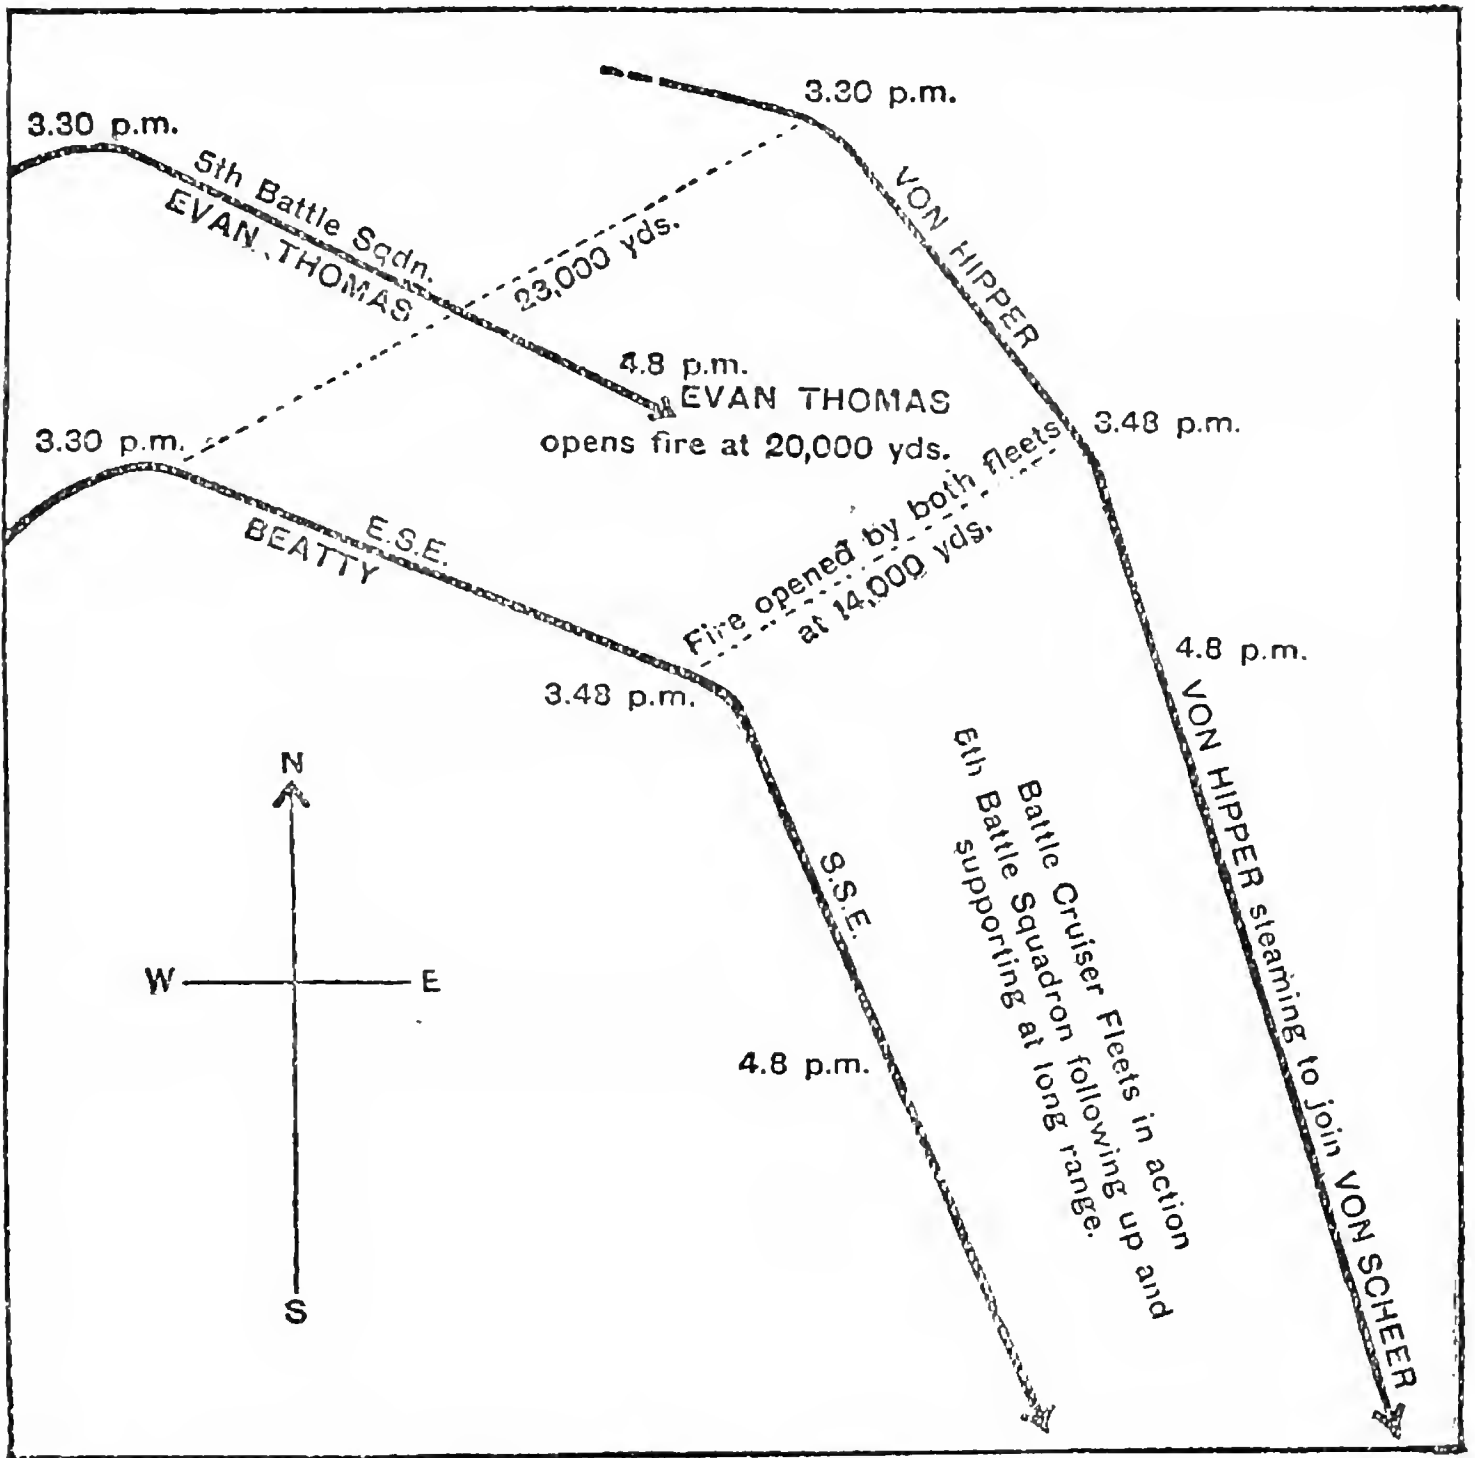 3.30 p.m.
3.30 p.m.
5th Battle Sqdn.
EVAN THOMAS
VON HIPPER
23,000 yds.
4.8 p.m.
EVAN THOMAS
opens fire at 20,000 yds.
3.48 p.m.
3.30 p.m.
E.S.E.
BEATTY
Fire opened by both fleets
at 14,000 yds.
4.8 p.m.
3.48 p.m.
VON HIPPER steaming to join VON SCHEER
Battle Cruiser Fleets in action
5th Battle Squadron following up and
supporting at long range.
S.S.E.
4.8 p.m.
N
W
E
S